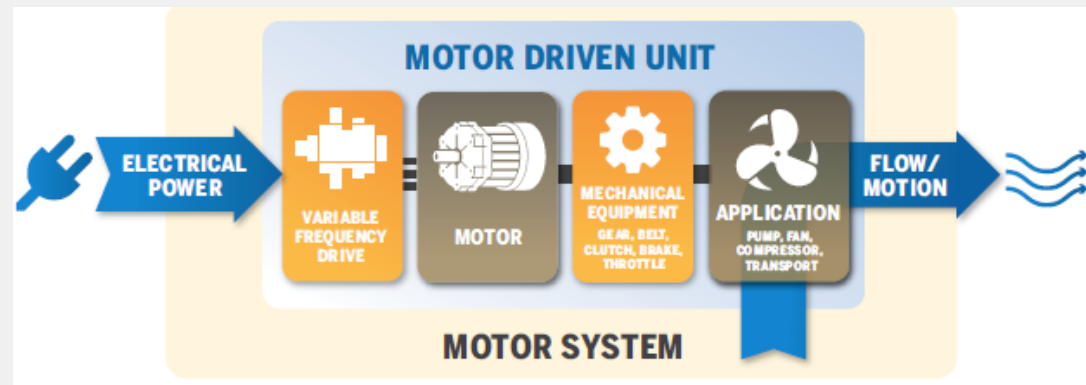 MOTOR DRIVEN UNIT
ELECTRICAL
POWER
VARIABLE
FREQUENCY
DRIVE
MOTOR
MECHANICAL
EQUIPMENT
GEAR, BELT,
CLUTCH, BRAKE,
THROTTLE
APPLICATION
PUMP, FAN,
COMPRESSOR,
TRANSPORT
FLOW/
MOTION
MOTOR SYSTEM